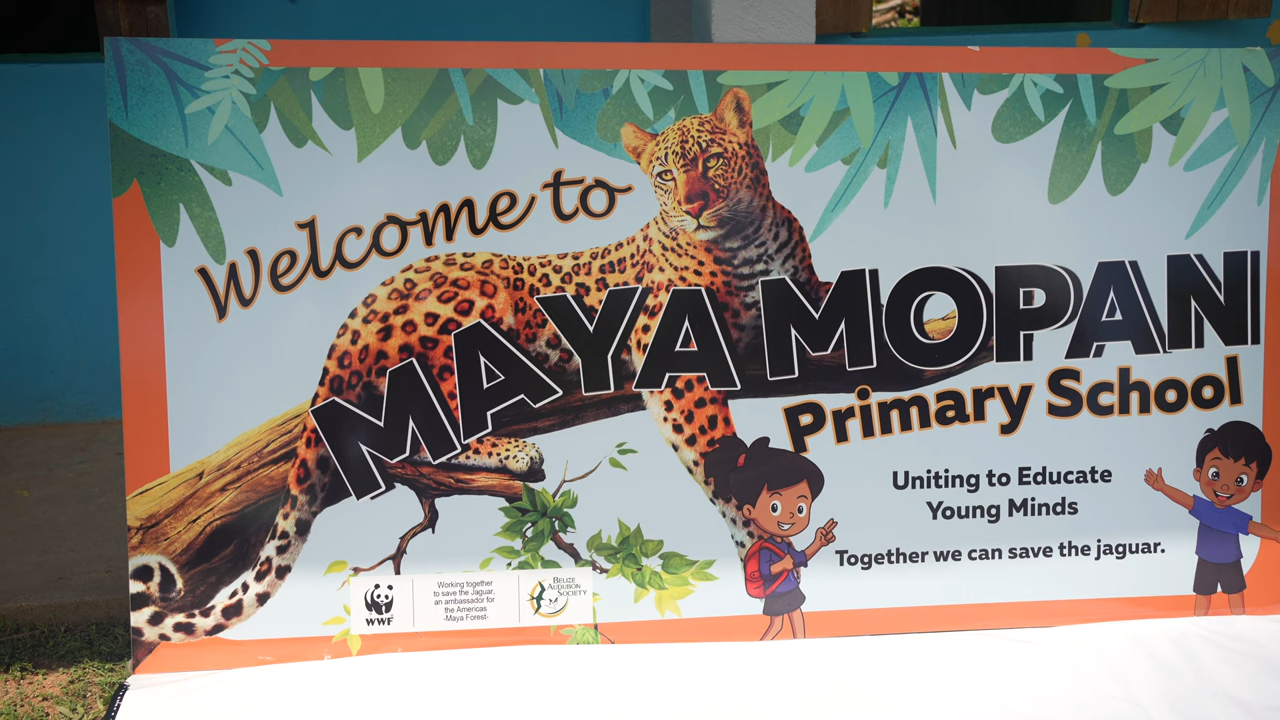 Welcome to
MAYA MOPAN
Primary School
Uniting to Educate
Young Minds
Together we can save the jaguar.
WWF
Working together
to save the Jaguar,
an ambassador for
the Americas
-Maya Forest-
BELIZE
AUDUBON
SOCIETY